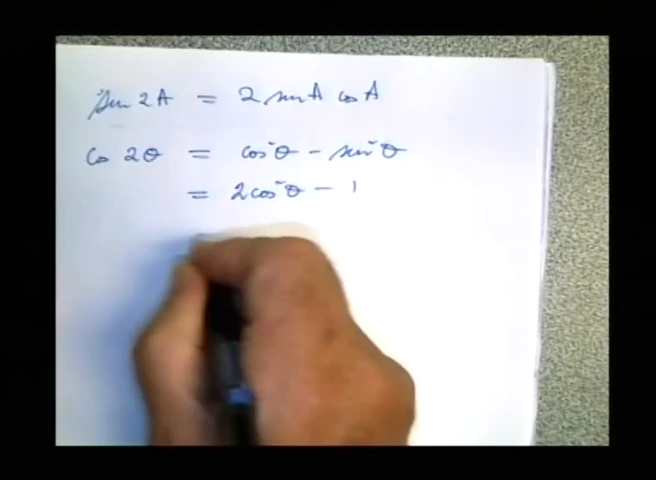 sin 2A = 2 sin A cos A
cos 2θ = cos²θ - sin²θ
= 2cos²θ - 1